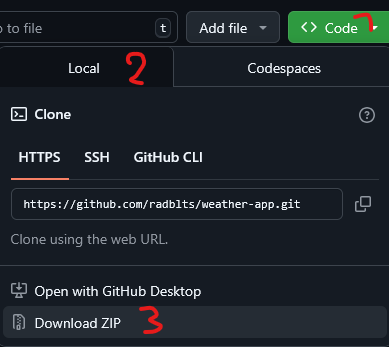 to file
t
Add file
<> Code
1
Local
2
Codespaces
Clone
?
HTTPS
SSH
GitHub CLI
https://github.com/radblts/weather-app.git
Clone using the web URL.
Open with GitHub Desktop
Download ZIP
3